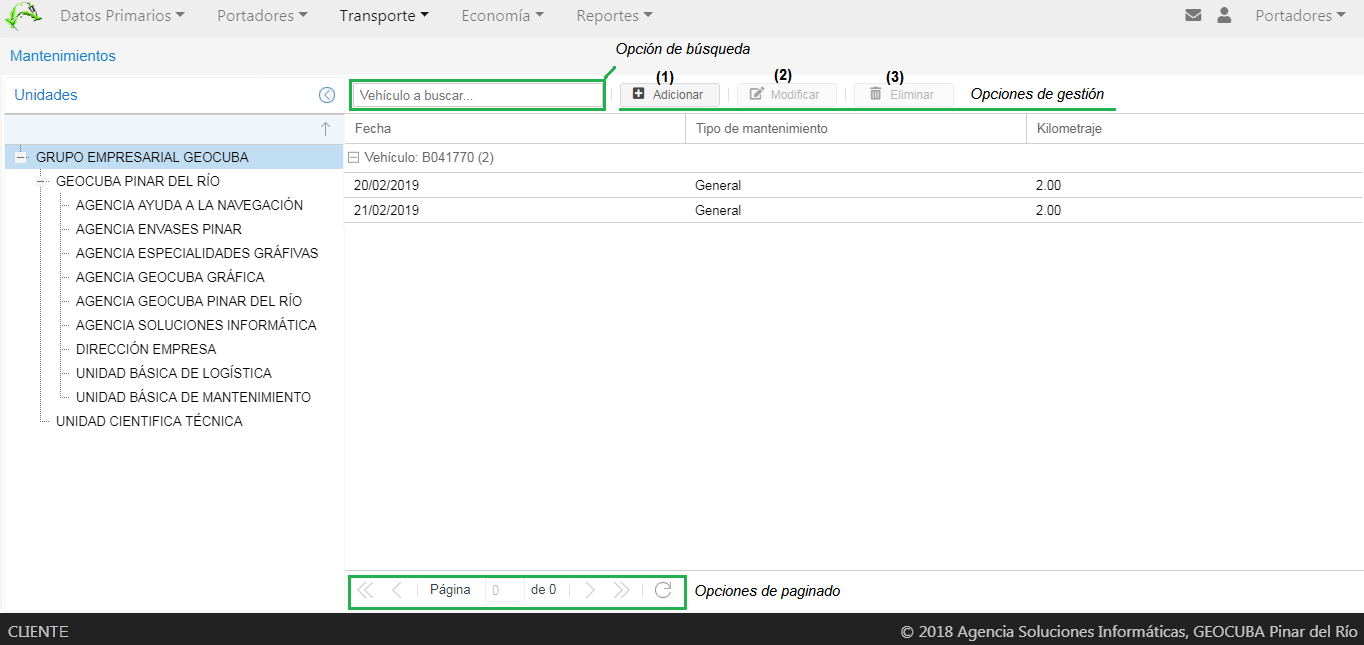 Datos Primarios Portadores Transporte Economía Reportes Portadores
Mantenimientos
Opción de búsqueda
Unidades
Vehículo a buscar...
(1) (2) (3)
Adicionar Modificar Eliminar
Opciones de gestión
Fecha Tipo de mantenimiento Kilometraje
GRUPO EMPRESARIAL GEOCUBA
GEOCUBA PINAR DEL RÍO
AGENCIA AYUDA A LA NAVEGACIÓN
AGENCIA ENVASES PINAR
AGENCIA ESPECIALIDADES GRÁFIVAS
AGENCIA GEOCUBA GRÁFICA
AGENCIA GEOCUBA PINAR DEL RÍO
AGENCIA SOLUCIONES INFORMÁTICA
DIRECCIÓN EMPRESA
UNIDAD BÁSICA DE LOGÍSTICA
UNIDAD BÁSICA DE MANTENIMIENTO
UNIDAD CIENTIFICA TÉCNICA
Vehículo: B041770 (2)
20/02/2019 General 2.00
21/02/2019 General 2.00
Página 0 de 0
Opciones de paginado
CLIENTE
© 2018 Agencia Soluciones Informáticas, GEOCUBA Pinar del Río